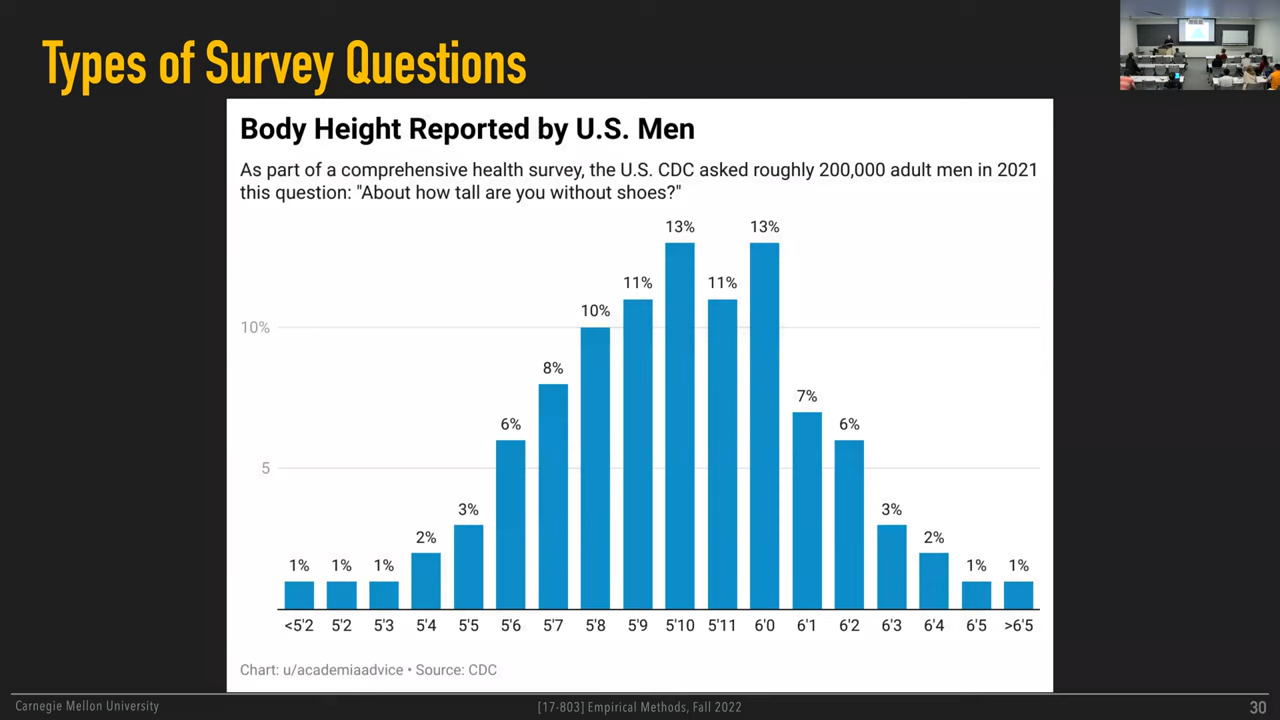 Types of Survey Questions
Body Height Reported by U.S. Men
As part of a comprehensive health survey, the U.S. CDC asked roughly 200,000 adult men in 2021
this question: "About how tall are you without shoes?"
13% 13%
11% 11%
10%
10%
8%
7%
6% 6%
5
3% 3%
2% 2%
1% 1% 1% 1% 1%
<5'2 5'2 5'3 5'4 5'5 5'6 5'7 5'8 5'9 5'10 5'11 6'0 6'1 6'2 6'3 6'4 6'5 >6'5
Chart: u/academiaadvice • Source: CDC
Carnegie Mellon University [17-803] Empirical Methods, Fall 2022 30